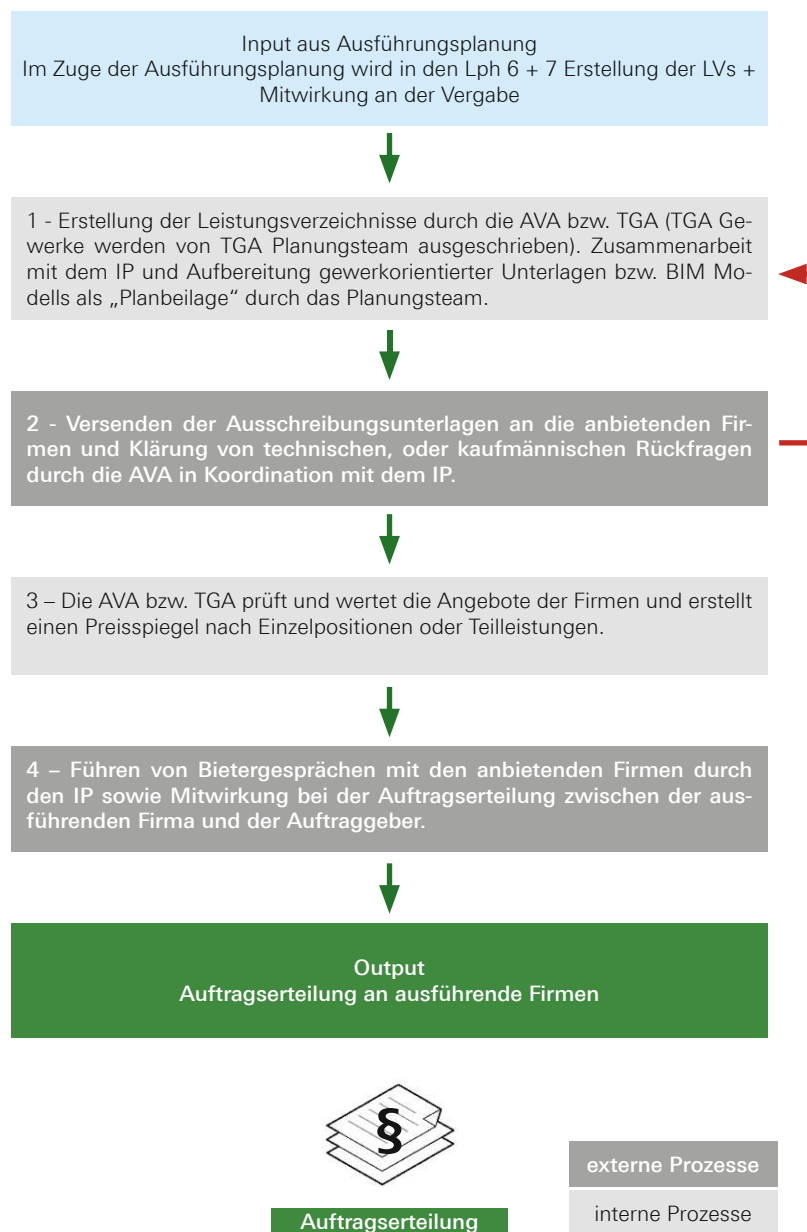 Input aus Ausführungsplanung
Im Zuge der Ausführungsplanung wird in den Lph 6 + 7 Erstellung der LVs +
Mitwirkung an der Vergabe
1 - Erstellung der Leistungsverzeichnisse durch die AVA bzw. TGA (TGA Ge-
werke werden von TGA Planungsteam ausgeschrieben). Zusammenarbeit
mit dem IP und Aufbereitung gewerkorientierter Unterlagen bzw. BIM Mo-
dells als „Planbeilage“ durch das Planungsteam.
2 - Versenden der Ausschreibungsunterlagen an die anbietenden Fir-
men und Klärung von technischen, oder kaufmännischen Rückfragen
durch die AVA in Koordination mit dem IP.
3 – Die AVA bzw. TGA prüft und wertet die Angebote der Firmen und erstellt
einen Preisspiegel nach Einzelpositionen oder Teilleistungen.
4 – Führen von Bietergesprächen mit den anbietenden Firmen durch
den IP sowie Mitwirkung bei der Auftragserteilung zwischen der aus-
führenden Firma und der Auftraggeber.
Output
Auftragserteilung an ausführende Firmen
§
externe Prozesse
interne Prozesse
Auftragserteilung